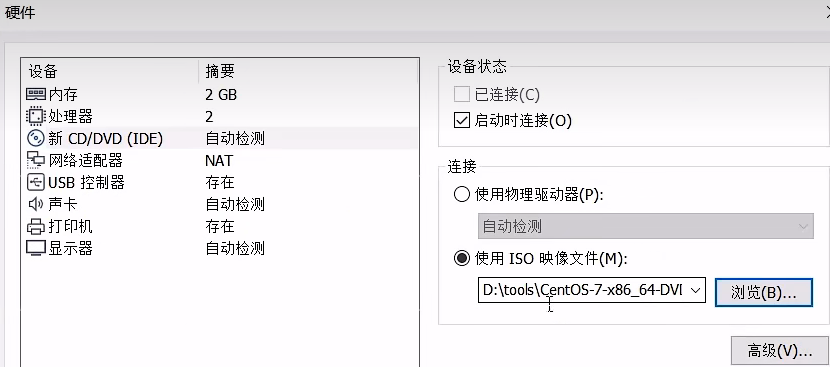 硬件
设备 摘要
内存 2 GB
处理器 2
新 CD/DVD (IDE) 自动检测
网络适配器 NAT
USB 控制器 存在
声卡 自动检测
打印机 存在
显示器 自动检测
设备状态
已连接(C)
启动时连接(O)
连接
使用物理驱动器(P):
自动检测
使用 ISO 映像文件(M):
D:\tools\CentOS-7-x86_64-DVI
浏览(B)...
高级(V)...